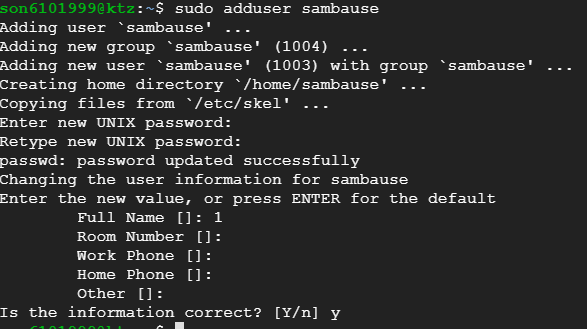 son6101999@ktz:~$ sudo adduser sambause
Adding user `sambause' ...
Adding new group `sambause' (1004) ...
Adding new user `sambause' (1003) with group `sambause' ...
Creating home directory `/home/sambause' ...
Copying files from `/etc/skel' ...
Enter new UNIX password:
Retype new UNIX password:
passwd: password updated successfully
Changing the user information for sambause
Enter the new value, or press ENTER for the default
Full Name []: 1
Room Number []:
Work Phone []:
Home Phone []:
Other []:
Is the information correct? [Y/n] y
son6101999@ktz:~$